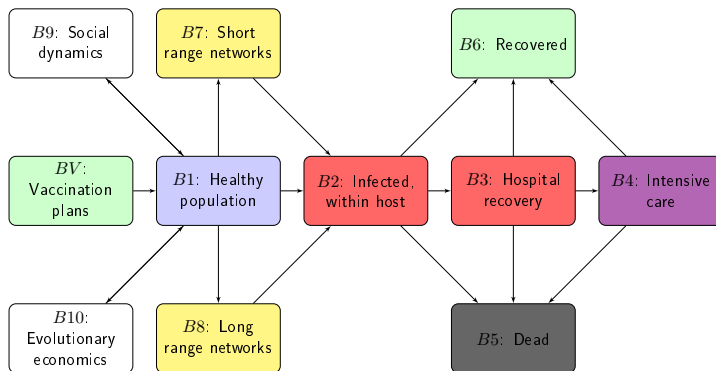 B9: Social
dynamics
B7: Short
range networks
B6: Recovered
BV:
Vaccination
plans
B1: Healthy
population
B2: Infected,
within host
B3: Hospital
recovery
B4: Intensive
care
B10:
Evolutionary
economics
B8: Long
range networks
B5: Dead